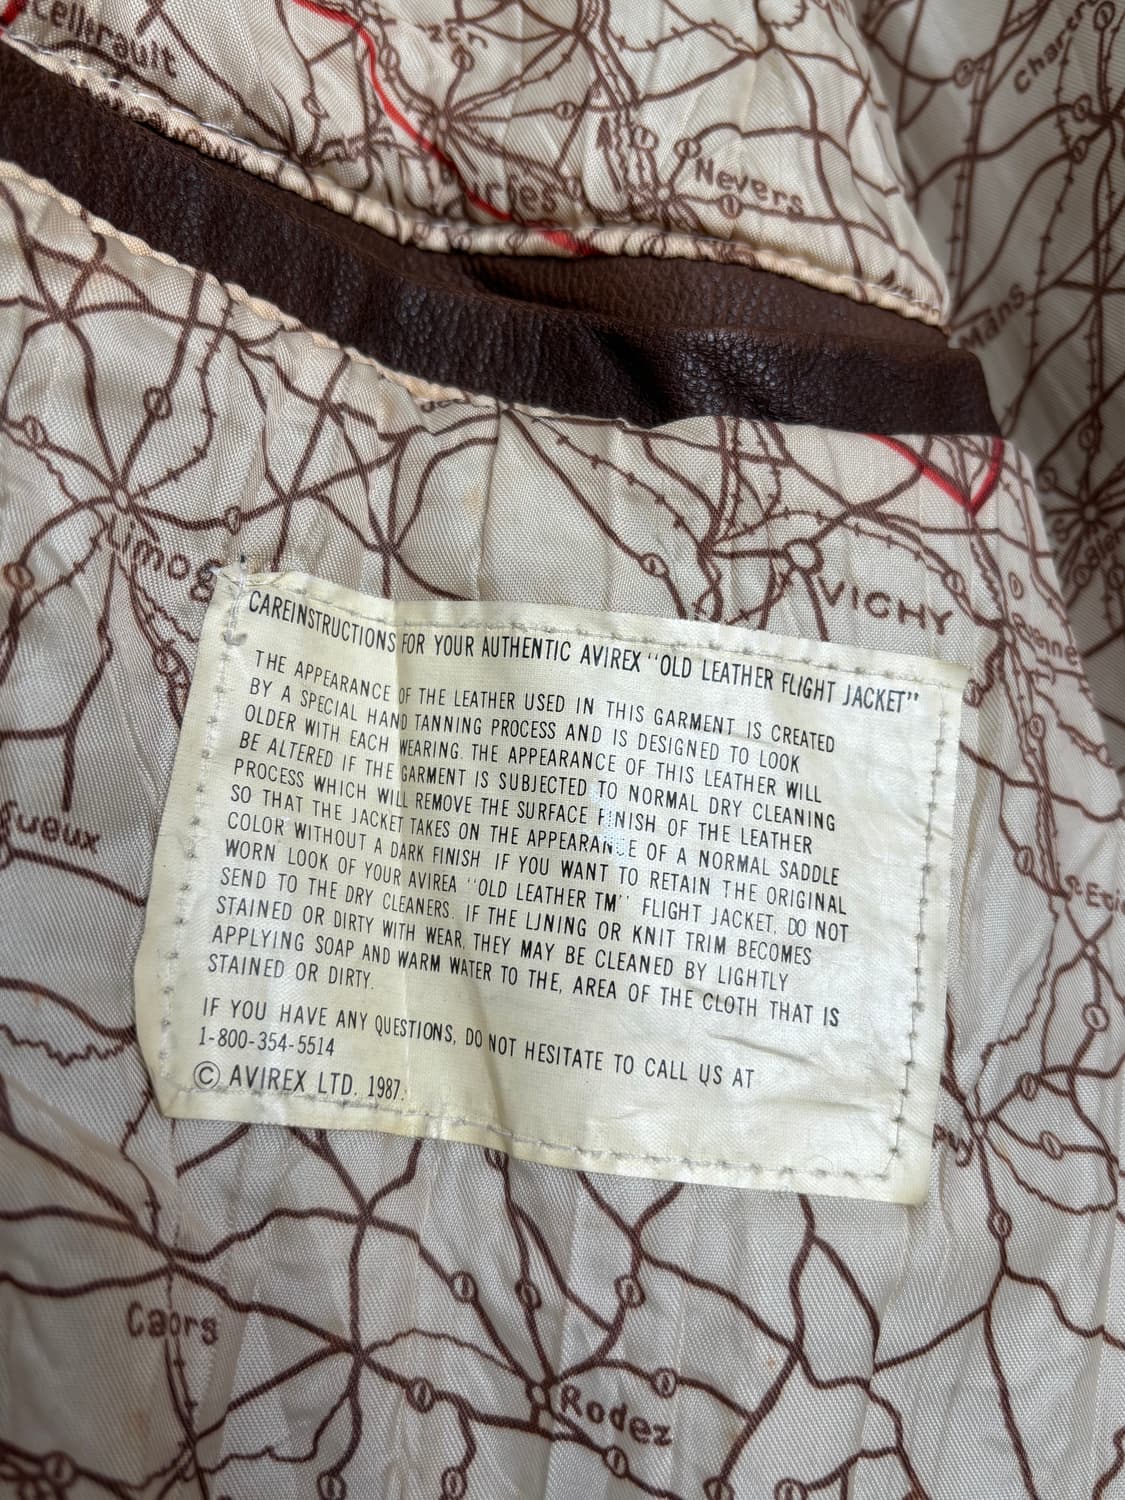 cellerault
Nevers
Mans
Limog
VICHY
CAREINSTRUCTIONS FOR YOUR AUTHENTIC AVIREX "OLD LEATHER FLIGHT JACKET"
THE APPEARANCE OF THE LEATHER USED IN THIS GARMENT IS CREATED
BY A SPECIAL HAND TANNING PROCESS AND IS DESIGNED TO LOOK
OLDER WITH EACH WEARING. THE APPEARANCE OF THIS LEATHER WILL
BE ALTERED IF THE GARMENT IS SUBJECTED TO NORMAL DRY CLEANING
PROCESS WHICH WILL REMOVE THE SURFACE FINISH OF THE LEATHER
SO THAT THE JACKET TAKES ON THE APPEARANCE OF A NORMAL SADDLE
COLOR WITHOUT A DARK FINISH. IF YOU WANT TO RETAIN THE ORIGINAL
WORN LOOK OF YOUR AVIREA "OLD LEATHER TM" FLIGHT JACKET, DO NOT
SEND TO THE DRY CLEANERS. IF THE LINING OR KNIT TRIM BECOMES
STAINED OR DIRTY WITH WEAR, THEY MAY BE CLEANED BY LIGHTLY
APPLYING SOAP AND WARM WATER TO THE, AREA OF THE CLOTH THAT IS
STAINED OR DIRTY.
IF YOU HAVE ANY QUESTIONS, DO NOT HESITATE TO CALL US AT
1-800-354-5514
© AVIREX LTD. 1987.
ueux
Caors
Rodez